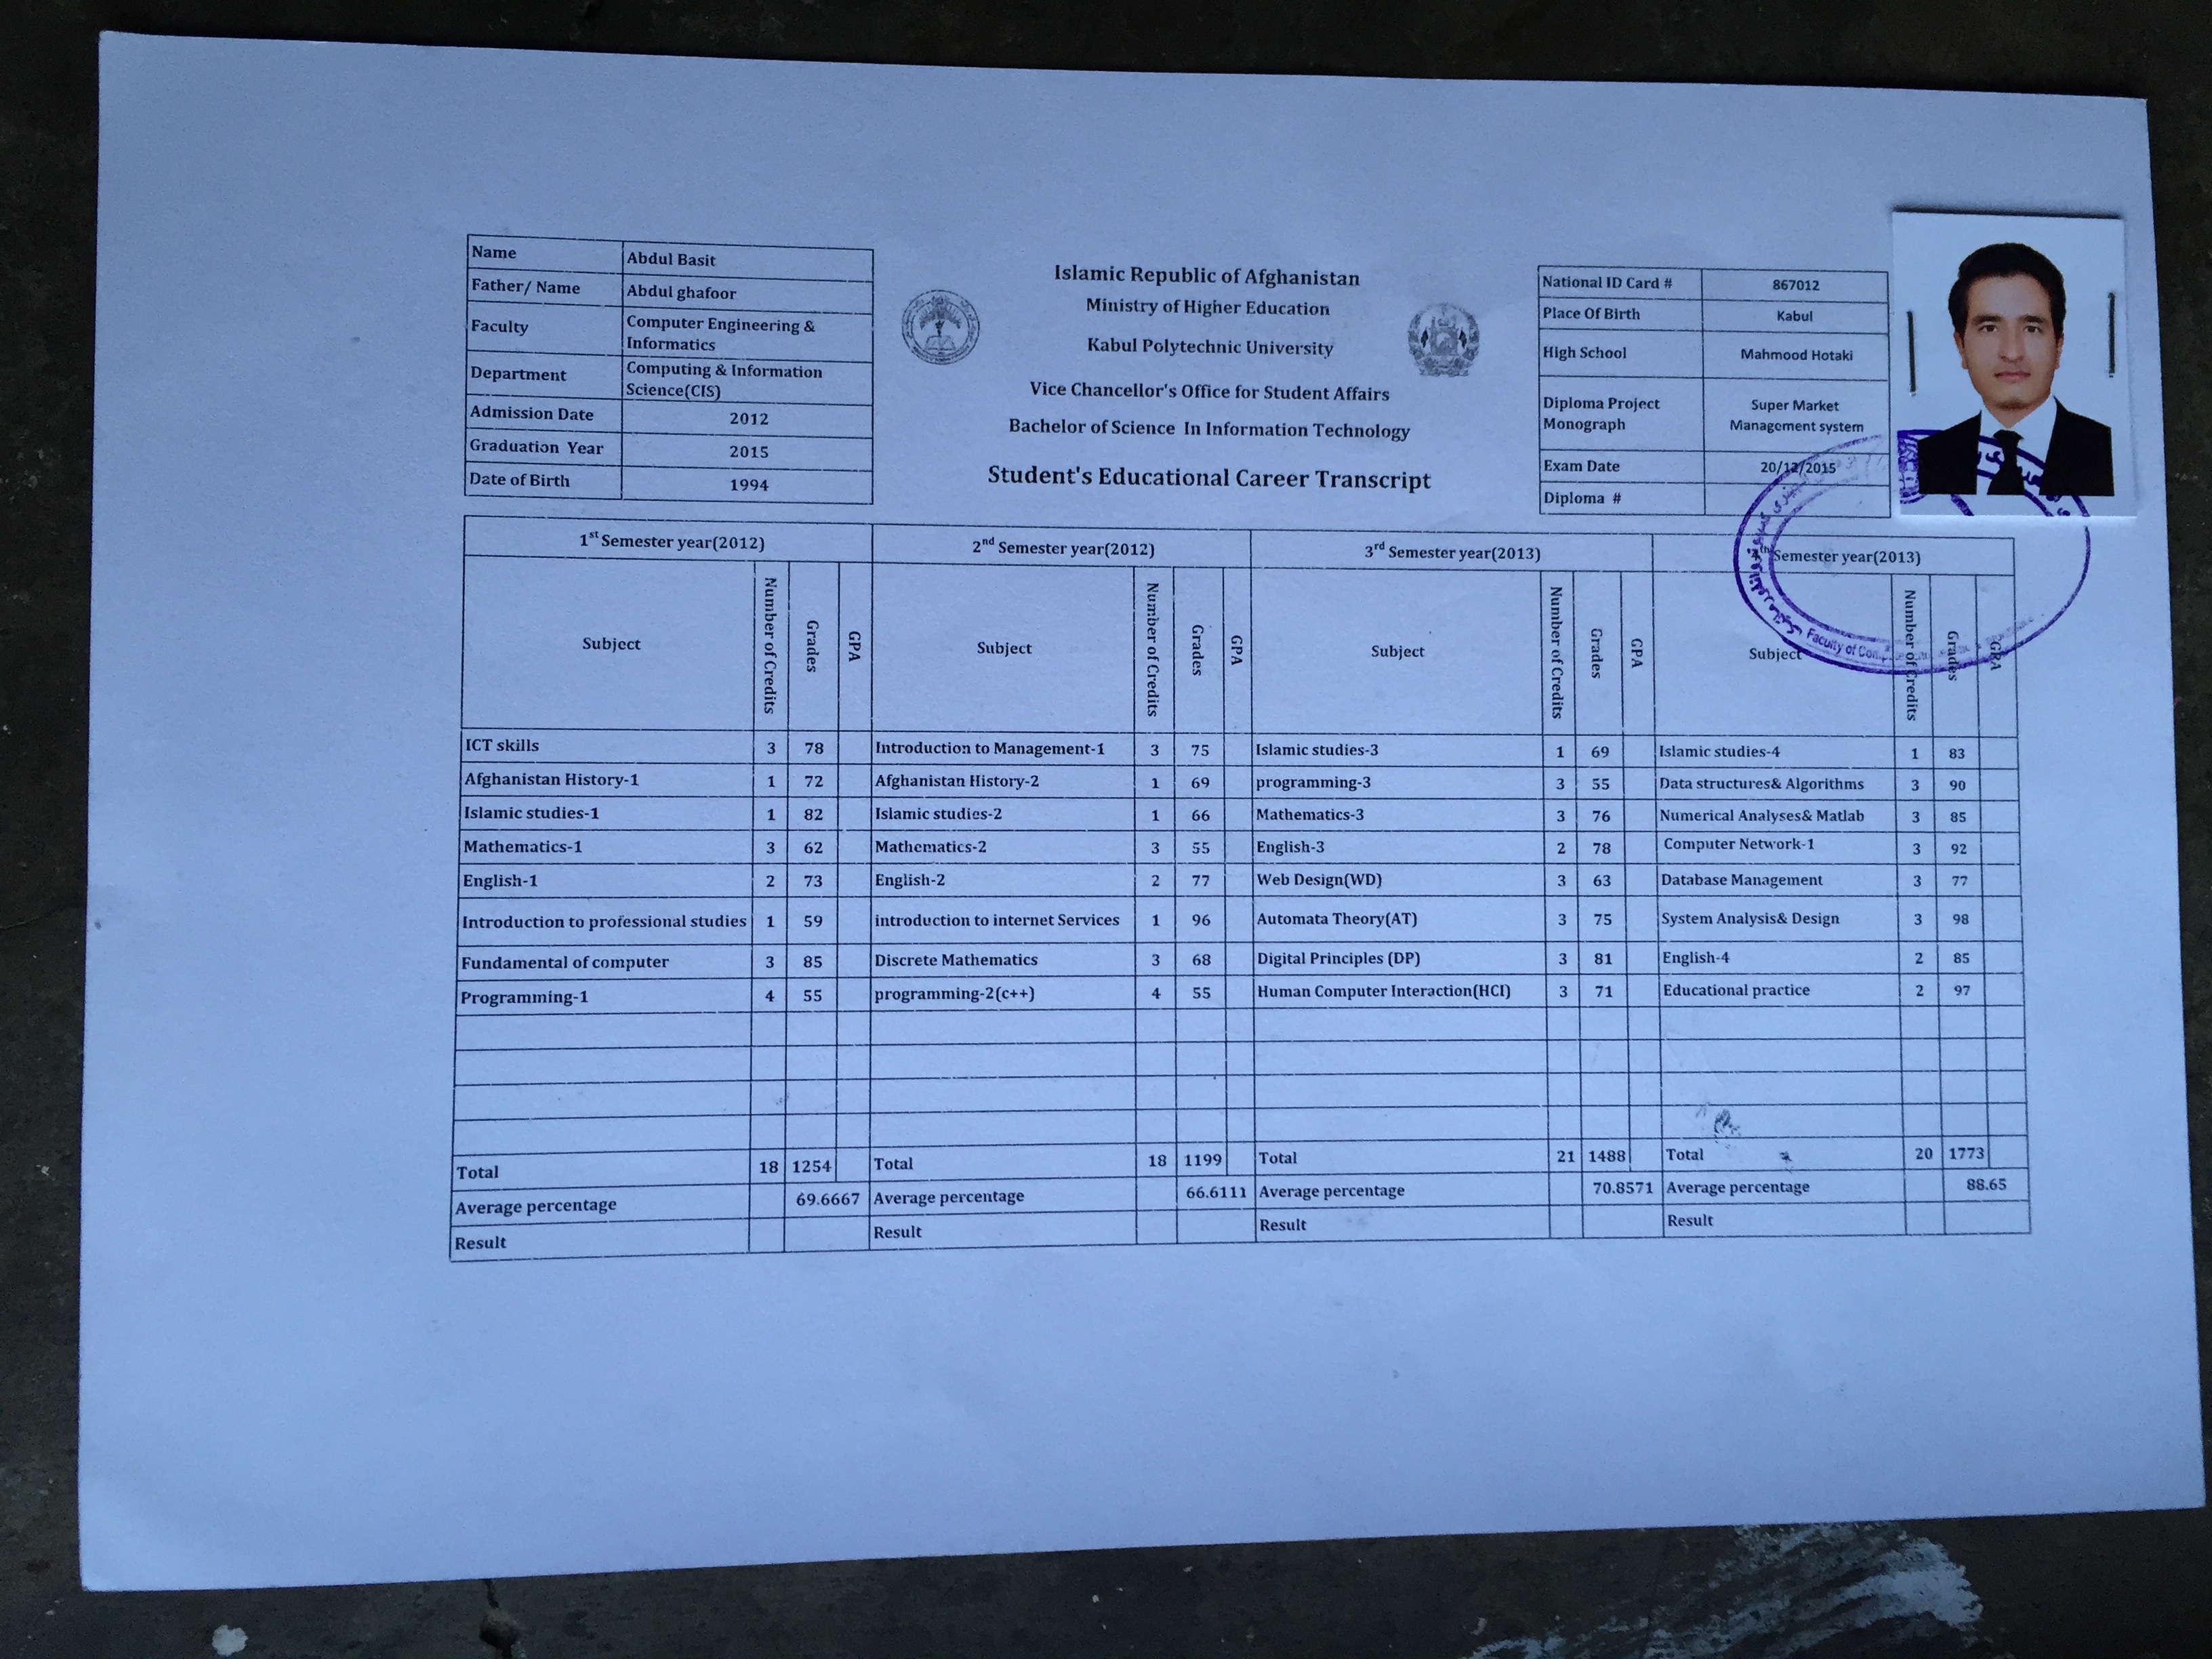 Name Abdul Basit
Father/ Name Abdul ghafoor
Faculty Computer Engineering &
Informatics
Department Computing & Information
Science(CIS)
Admission Date 2012
Graduation Year 2015
Date of Birth 1994
Islamic Republic of Afghanistan
Ministry of Higher Education
Kabul Polytechnic University
Vice Chancellor's Office for Student Affairs
Bachelor of Science In Information Technology
Student's Educational Career Transcript
National ID Card # 867012
Place Of Birth Kabul
High School Mahmood Hotaki
Diploma Project Monograph Super Market
Management system
Exam Date 20/12/2015
Diploma #
Faculty of
1st Semester year(2012) 2nd Semester year(2012) 3rd Semester year(2013) 4th Semester year(2013)
Subject Number of Credits Grades GPA Subject Number of Credits Grades GPA Subject Number of Credits Grades GPA Subject Number of Credits Grades GPA
ICT skills 3 78 Introduction to Management-1 3 75 Islamic studies-3 1 69 Islamic studies-4 1 83
Afghanistan History-1 1 72 Afghanistan History-2 1 69 programming-3 3 55 Data structures& Algorithms 3 90
Islamic studies-1 1 82 Islamic studies-2 1 66 Mathematics-3 3 76 Numerical Analyses& Matlab 3 85
Mathematics-1 3 62 Mathematics-2 3 55 English-3 2 78 Computer Network-1 3 92
English-1 2 73 English-2 2 77 Web Design(WD) 3 63 Database Management 3 77
Introduction to professional studies 1 59 introduction to internet Services 1 96 Automata Theory(AT) 3 75 System Analysis& Design 3 98
Fundamental of computer 3 85 Discrete Mathematics 3 68 Digital Principles (DP) 3 81 English-4 2 85
Programming-1 4 55 programming-2(c++) 4 55 Human Computer Interaction(HCI) 3 71 Educational practice 2 97
Total 18 1254 Total 18 1199 Total 21 1488 Total 20 1773
Average percentage 69.6667 Average percentage 66.6111 Average percentage 70.8571 Average percentage 88.65
Result Result Result Result